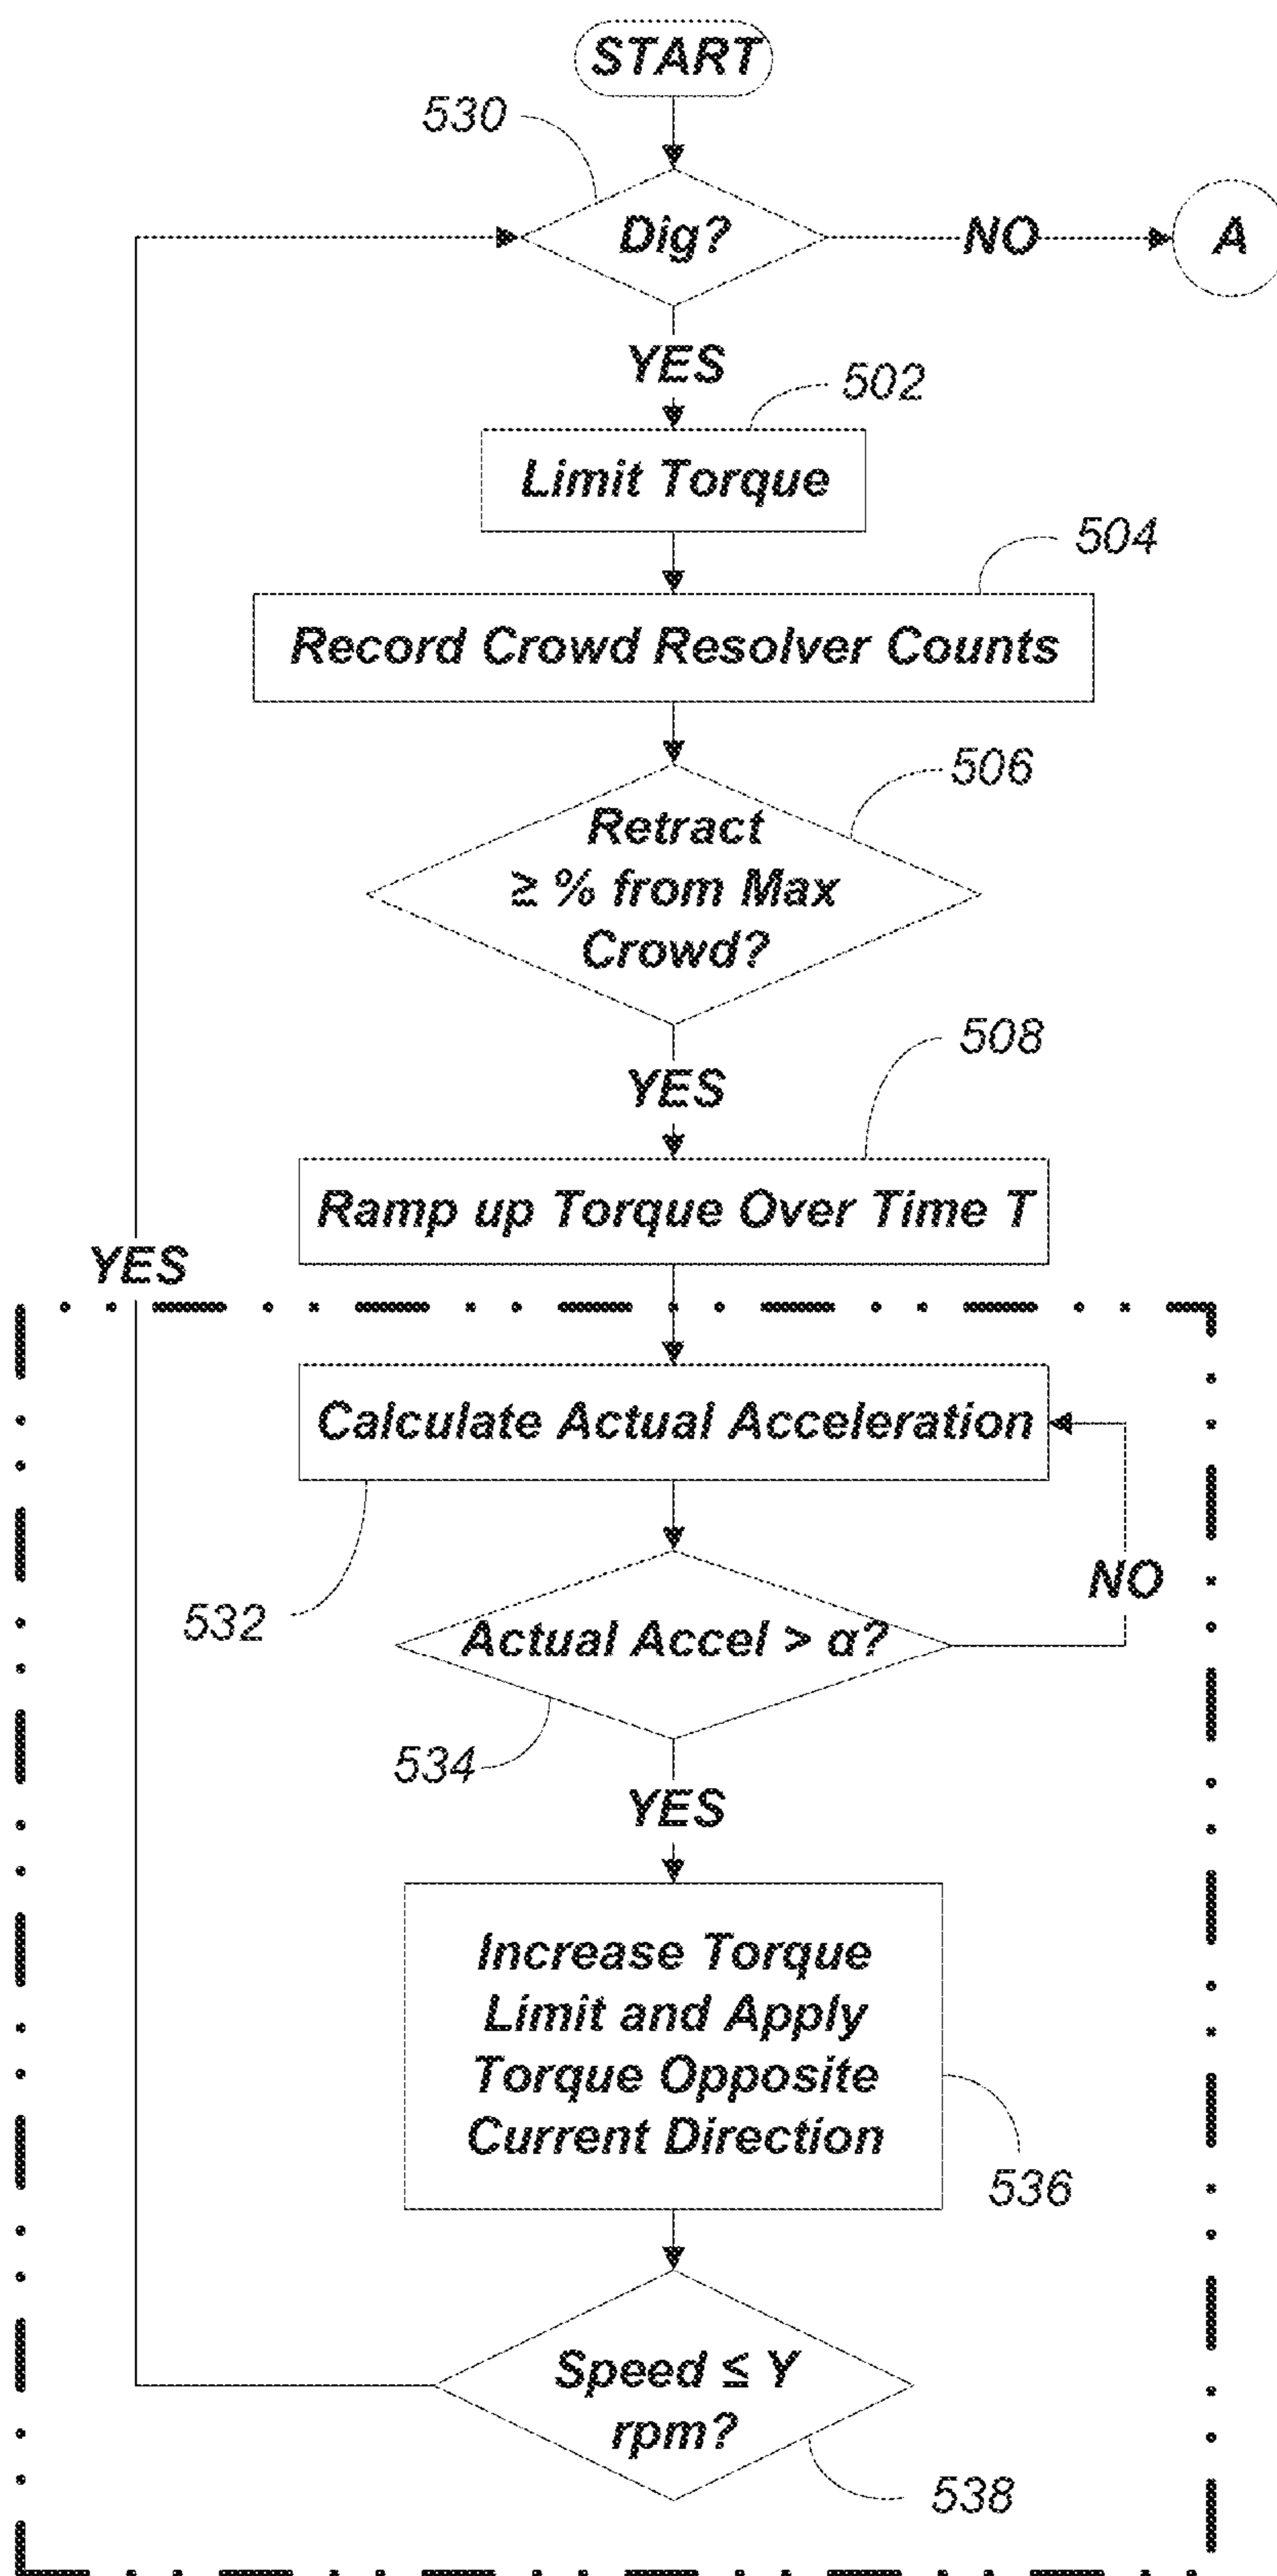 START
530
Dig?
NO
A
YES
502
Limit Torque
504
Record Crowd Resolver Counts
506
Retract
≥ % from Max
Crowd?
508
YES
Ramp up Torque Over Time T
YES
Calculate Actual Acceleration
NO
532
Actual Accel > α?
534
YES
Increase Torque
Limit and Apply
Torque Opposite
Current Direction
536
Speed ≤ Y
rpm?
538